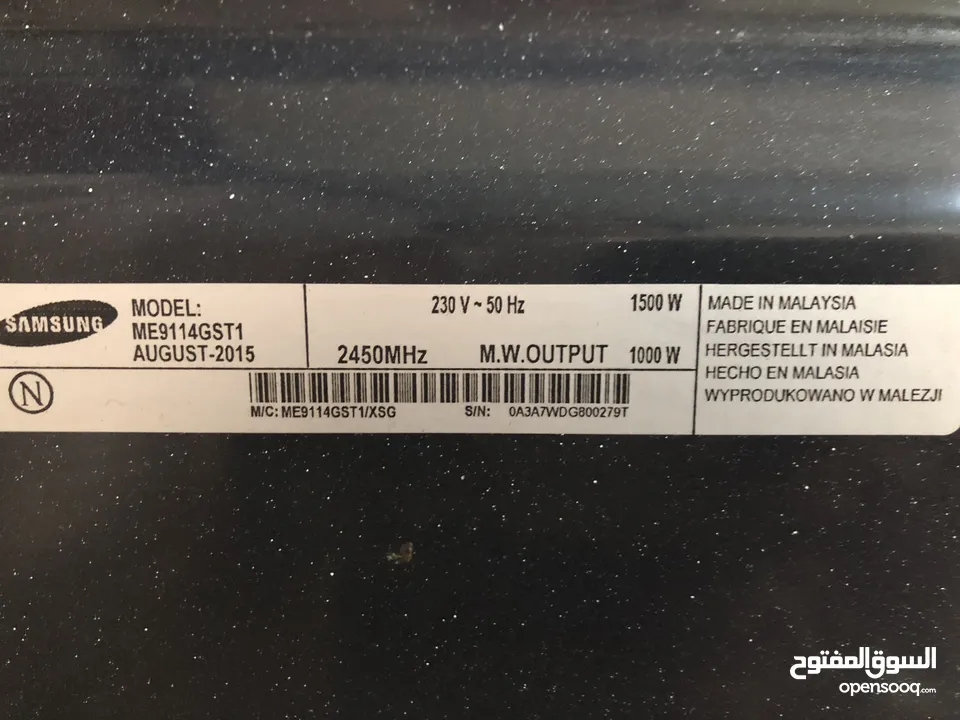 SAMSUNG
MODEL:
ME9114GST1
AUGUST-2015
230 V ~ 50 Hz 1500 W
2450MHz M.W.OUTPUT 1000 W
N
M/C: ME9114GST1/XSG S/N: 0A3A7WDG800279T
MADE IN MALAYSIA
FABRIQUE EN MALAISIE
HERGESTELLT IN MALASIA
HECHO EN MALASIA
WYPRODUKOWANO W MALEZJI
السوق المفتوح
opensooq.com